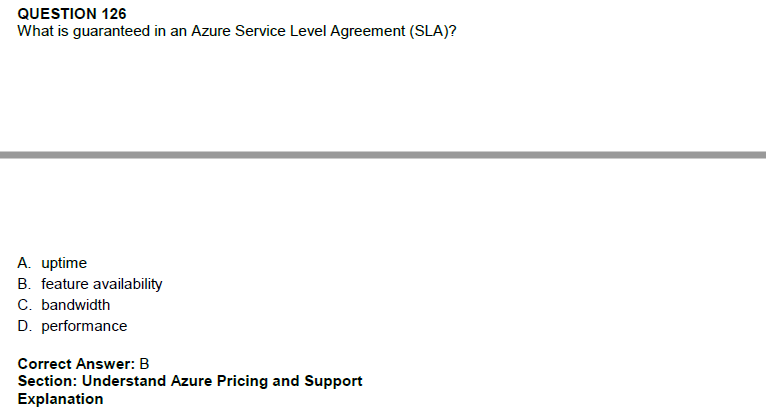 QUESTION 126
What is guaranteed in an Azure Service Level Agreement (SLA)?
A. uptime
B. feature availability
C. bandwidth
D. performance
Correct Answer: B
Section: Understand Azure Pricing and Support
Explanation